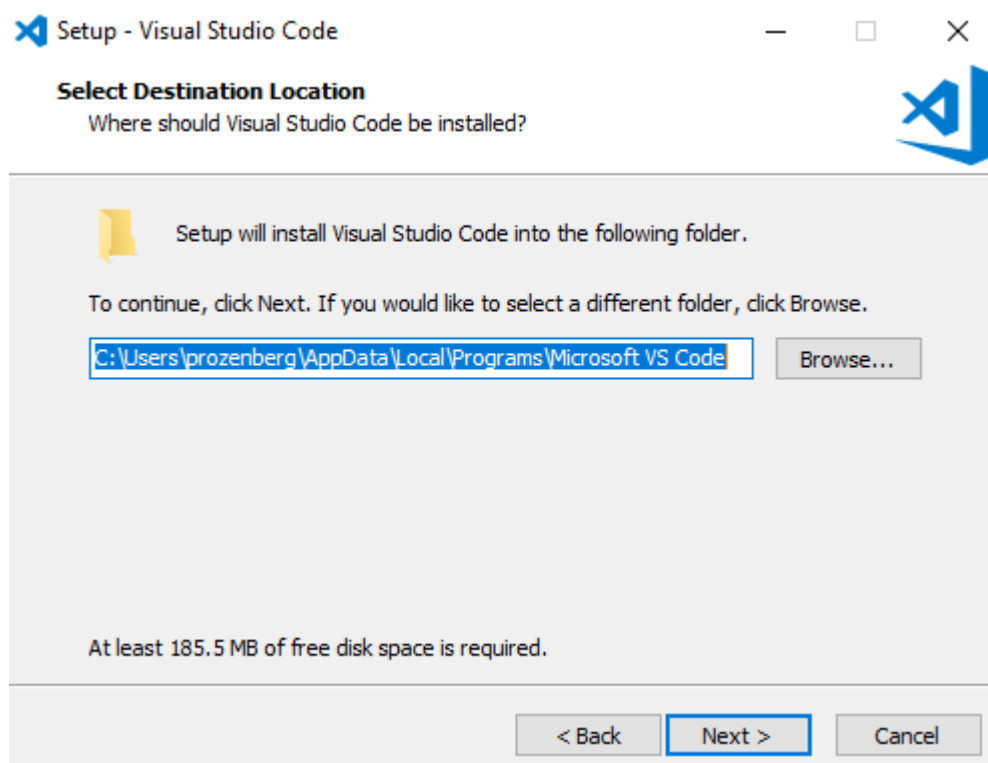 Setup - Visual Studio Code
Select Destination Location
Where should Visual Studio Code be installed?
Setup will install Visual Studio Code into the following folder.
To continue, click Next. If you would like to select a different folder, click Browse.
C:\Users\prozenberg\AppData\Local\Programs\Microsoft VS Code
Browse...
At least 185.5 MB of free disk space is required.
< Back
Next >
Cancel